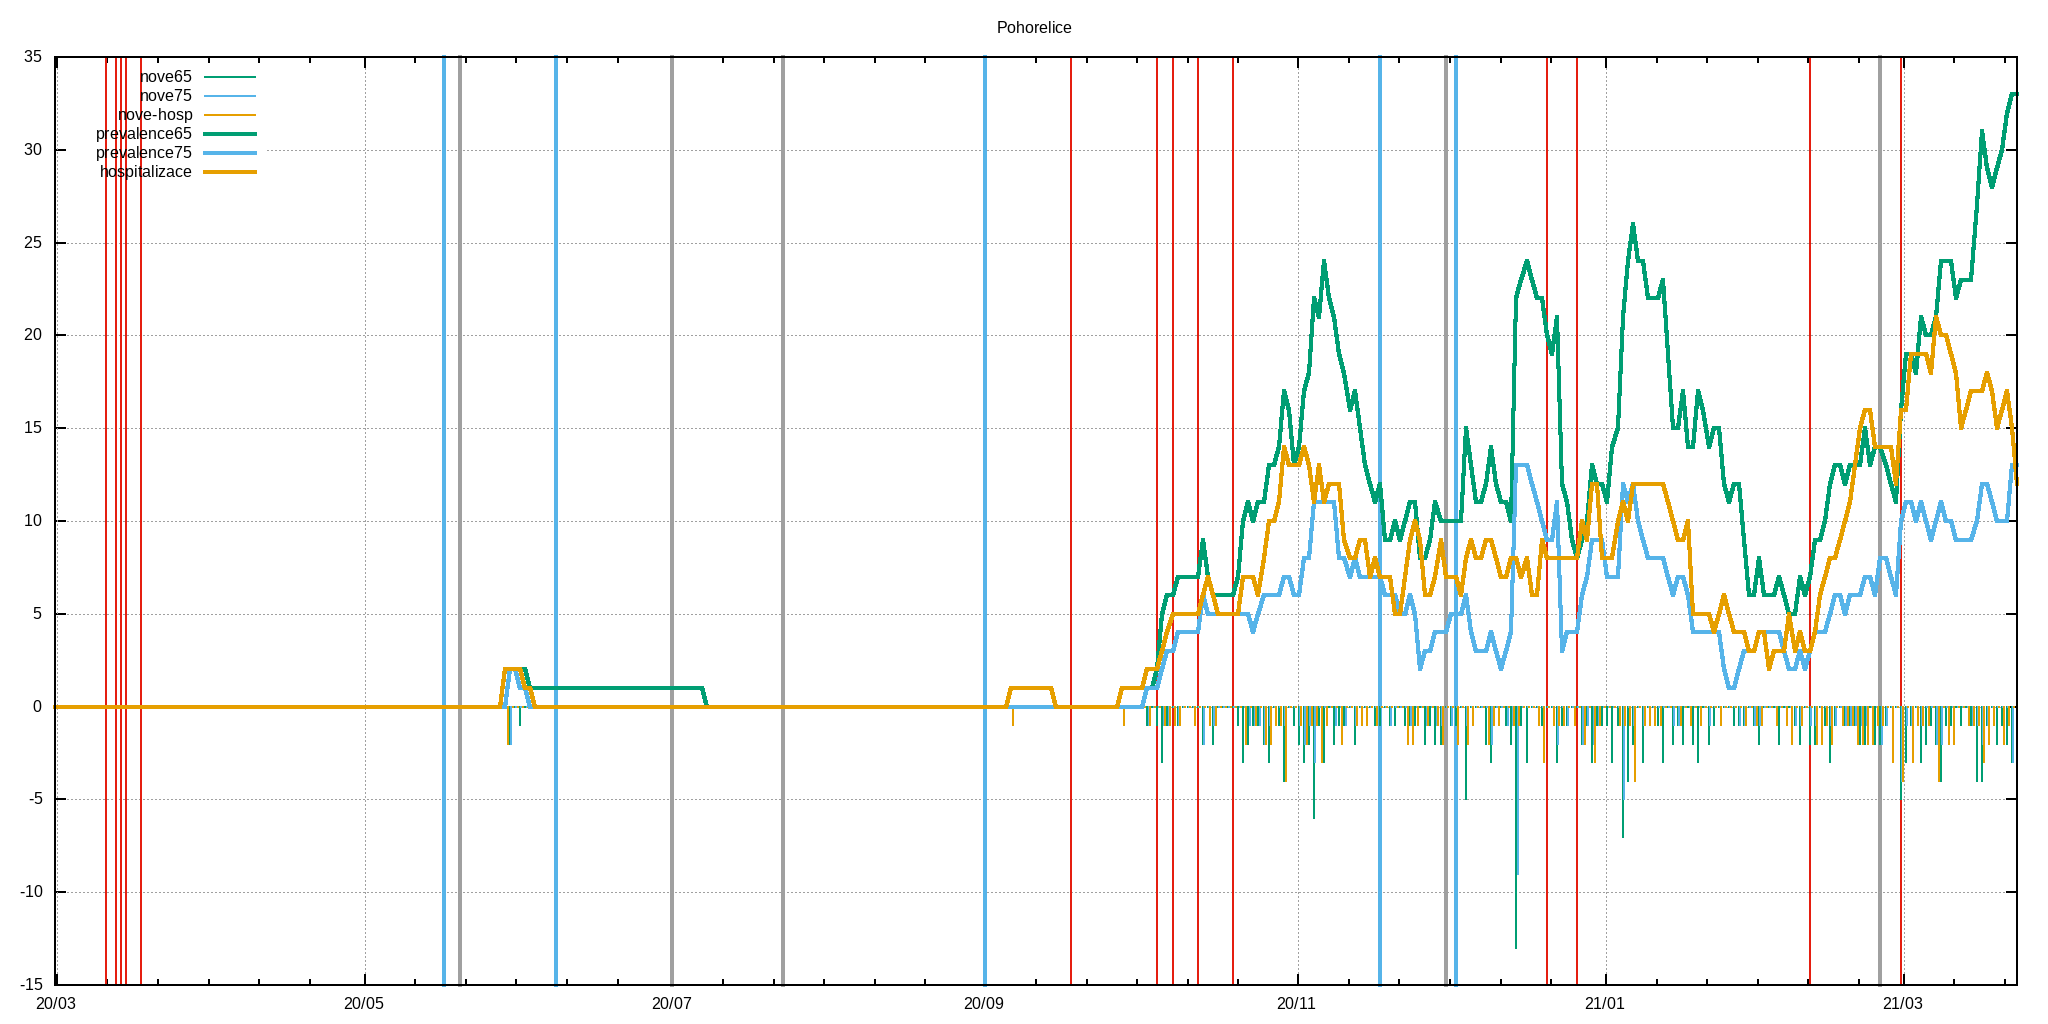 Pohorelice
35
30
25
20
15
10
5
0
-5
-10
-15
nove65
nove75
nove-hosp
prevalence65
prevalence75
hospitalizace
20/03 20/05 20/07 20/09 20/11 21/01 21/03